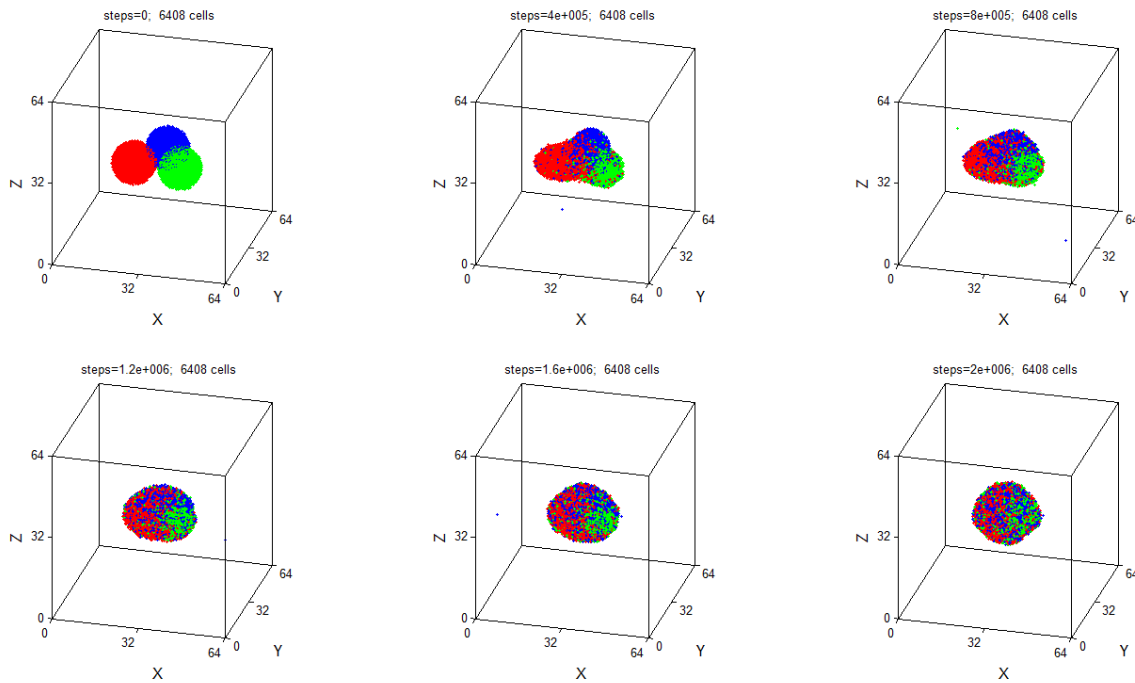 steps=0;  6408 cells
64
32
0
0
32
64
0
32
64
X
Y
Z
steps=4e+005;  6408 cells
64
32
0
0
32
64
0
32
64
X
Y
Z
steps=8e+005;  6408 cells
64
32
0
0
32
64
0
32
64
X
Y
Z
steps=1.2e+006;  6408 cells
64
32
0
0
32
64
0
32
64
X
Y
Z
steps=1.6e+006;  6408 cells
64
32
0
0
32
64
0
32
64
X
Y
Z
steps=2e+006;  6408 cells
64
32
0
0
32
64
0
32
64
X
Y
Z